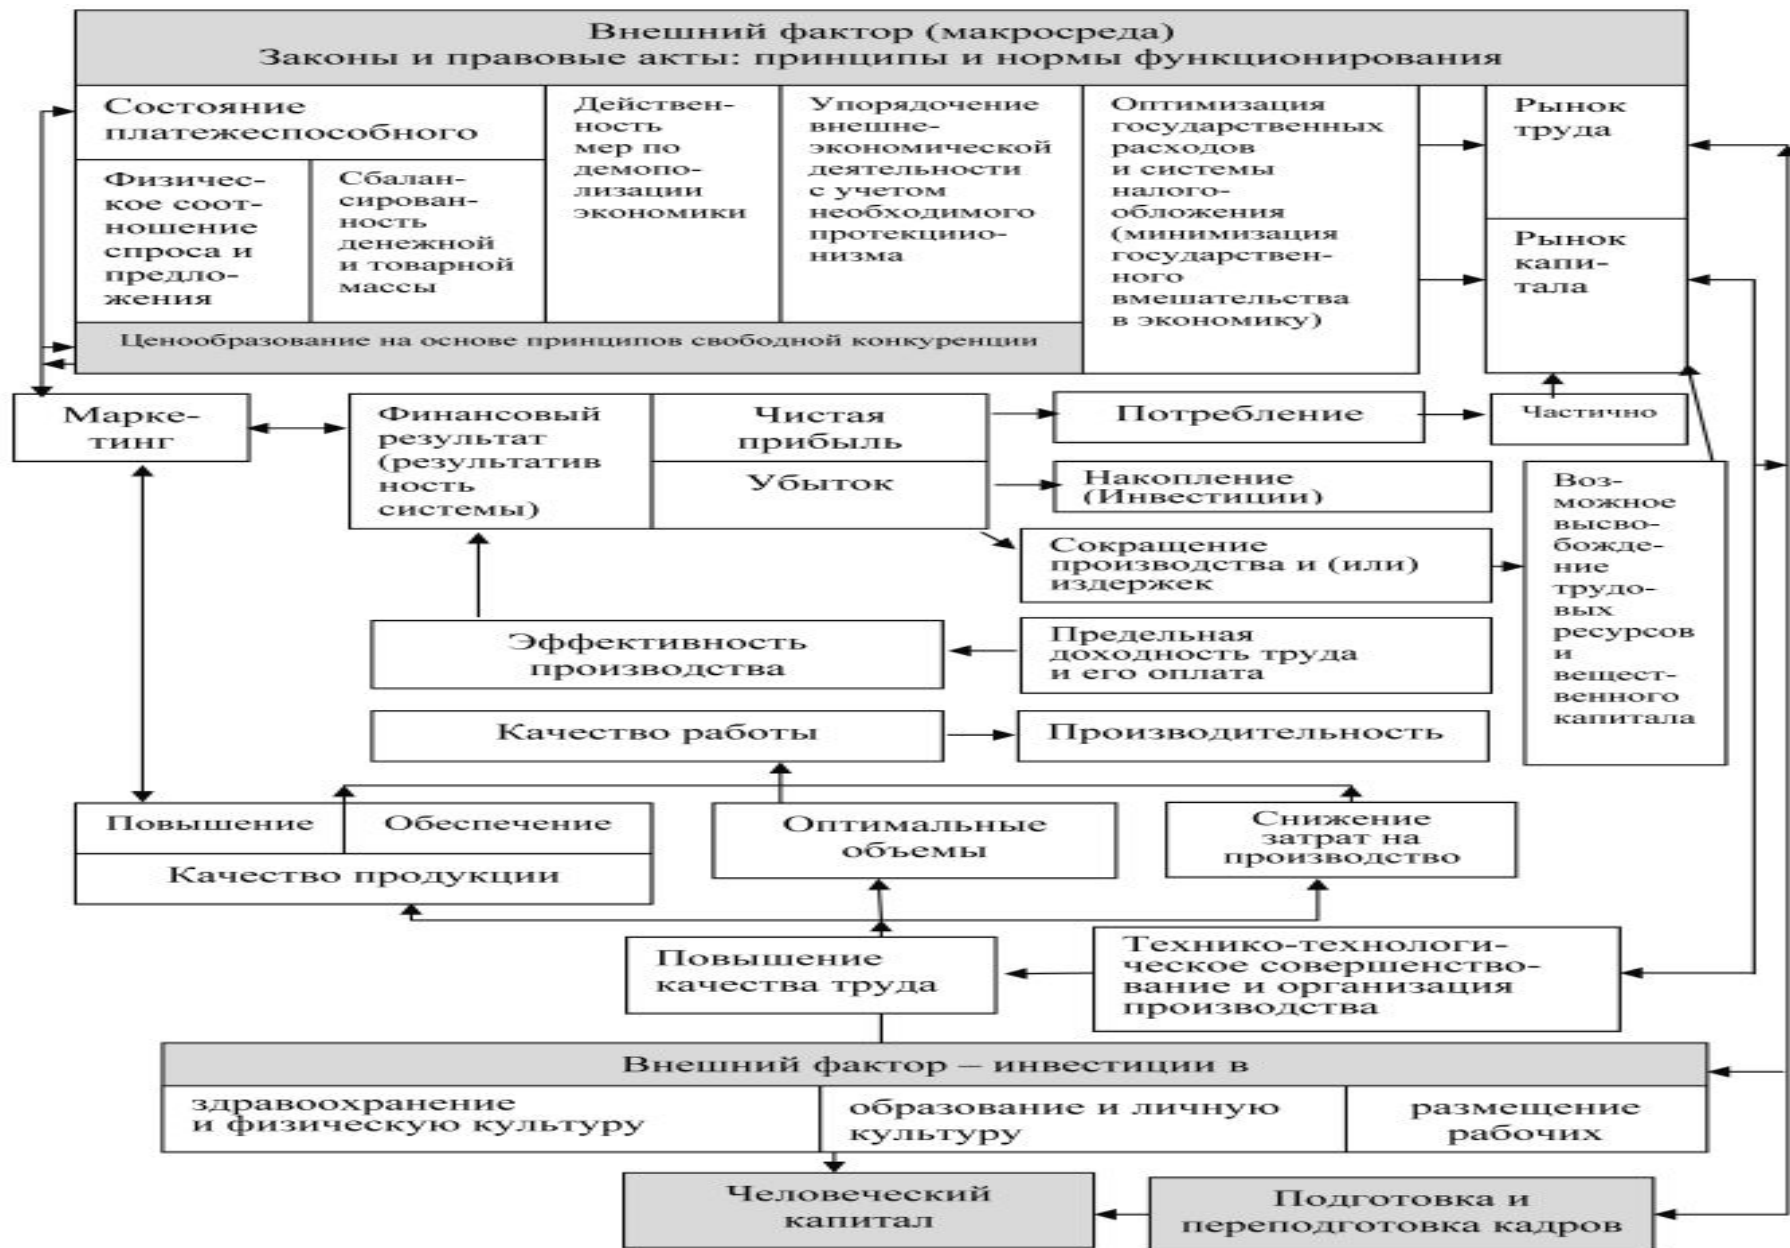 Внешний фактор (макросреда)
Законы и правовые акты: принципы и нормы функционирования
Состояние
платежеспособного
Физичес-
кое соот-
ношение
спроса и
предло-
жения
Сбалан-
сирован-
ность
денежной
и товарной
массы
Действен-
ность
мер по
демопо-
лизации
экономики
Упорядочение
внешне-
экономической
деятельности
с учетом
необходимого
протекциио-
низма
Оптимизация
государственных
расходов
и системы
налого-
обложения
(минимизация
государствен-
ного
вмешательства
в экономику)
Рынок
труда
Рынок
капи-
тала
Ценообразование на основе принципов свободной конкуренции
Марке-
тинг
Финансовый
результат
(результатив
ность
системы)
Чистая
прибыль
Убыток
Потребление
Частично
Накопление
(Инвестиции)
Сокращение
производства и (или)
издержек
Воз-
можное
высво-
божде-
ние
трудо-
вых
ресурсов
и
вещест-
венного
капитала
Эффективность
производства
Предельная
доходность труда
и его оплата
Качество работы
Производительность
Повышение
Обеспечение
Качество продукции
Оптимальные
объемы
Снижение
затрат на
производство
Повышение
качества труда
Технико-технологи-
ческое совершенство-
вание и организация
производства
Внешний фактор – инвестиции в
здравоохранение
и физическую культуру
образование и личную
культуру
размещение
рабочих
Человеческий
капитал
Подготовка и
переподготовка кадров